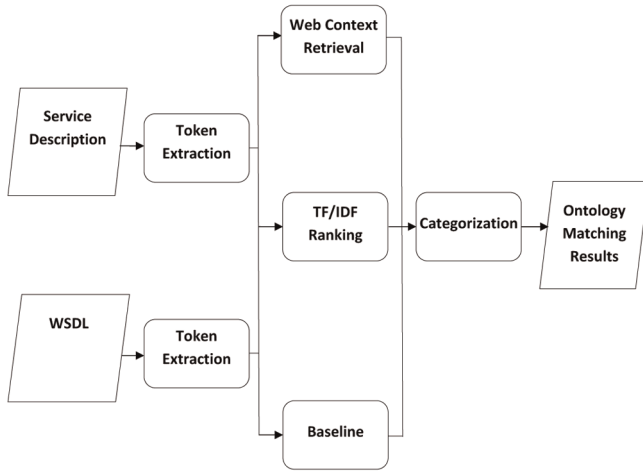 Web Context
Retrieval
Service
Description
Token
Extraction
TF/IDF
Ranking
Categorization
Ontology
Matching
Results
WSDL
Token
Extraction
Baseline